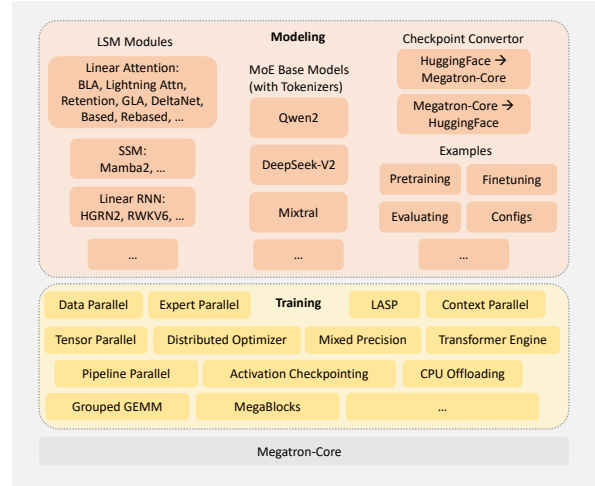 Modeling
LSM Modules
Linear Attention:
BLA, Lightning Attn,
Retention, GLA, DeltaNet,
Based, Rebased, ...
SSM:
Mamba2, ...
Linear RNN:
HGRN2, RWKV6, ...
...
MoE Base Models
(with Tokenizers)
Qwen2
DeepSeek-V2
Mixtral
...
Checkpoint Convertor
HuggingFace →
Megatron-Core
Megatron-Core →
HuggingFace
Examples
Pretraining
Finetuning
Evaluating
Configs
...
Training
Data Parallel
Expert Parallel
LASP
Context Parallel
Tensor Parallel
Distributed Optimizer
Mixed Precision
Transformer Engine
Pipeline Parallel
Activation Checkpointing
CPU Offloading
Grouped GEMM
MegaBlocks
...
Megatron-Core